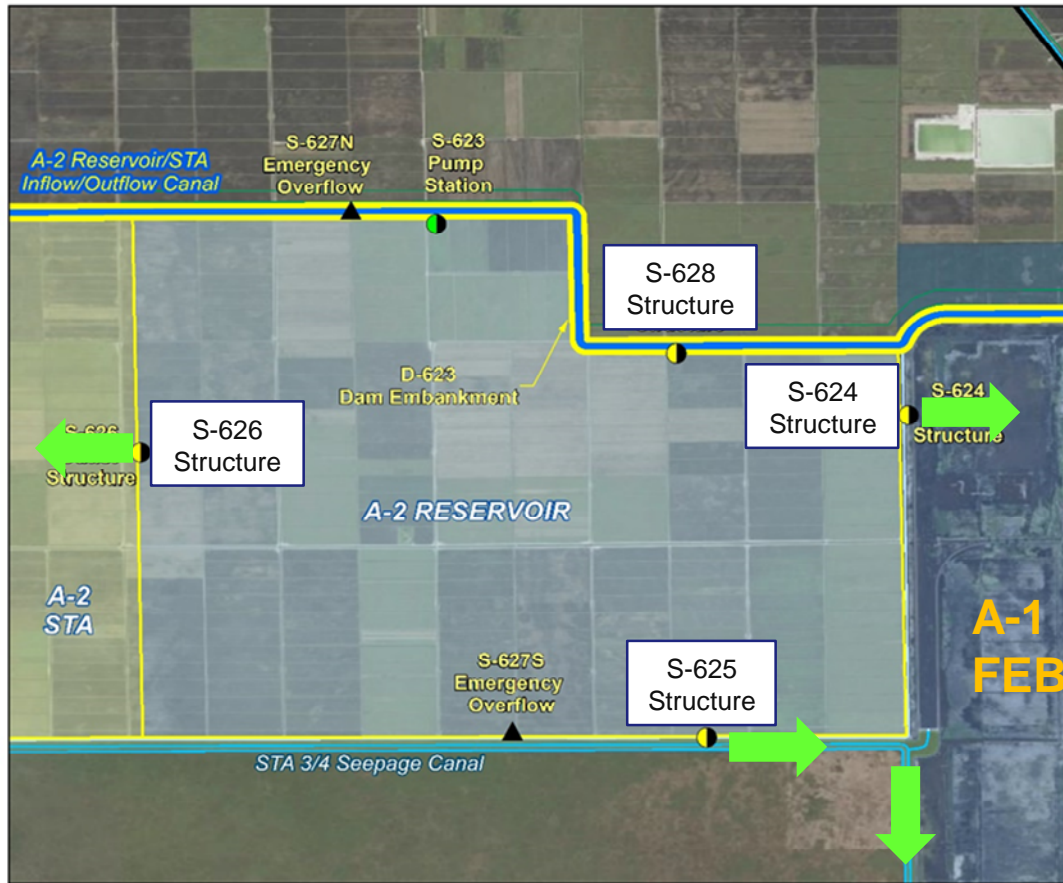 A-2 Reservoir/STA
Inflow/Outflow Canal
S-627N
Emergency
Overflow
S-623
Pump
Station
S-628
Structure
D-623
Dam Embankment
S-624
Structure
S-624
Structure
S-626
Structure
S-626
Structure
A-2 RESERVOIR
A-2
STA
A-1
FEB
S-627S
Emergency
Overflow
S-625
Structure
STA 3/4 Seepage Canal